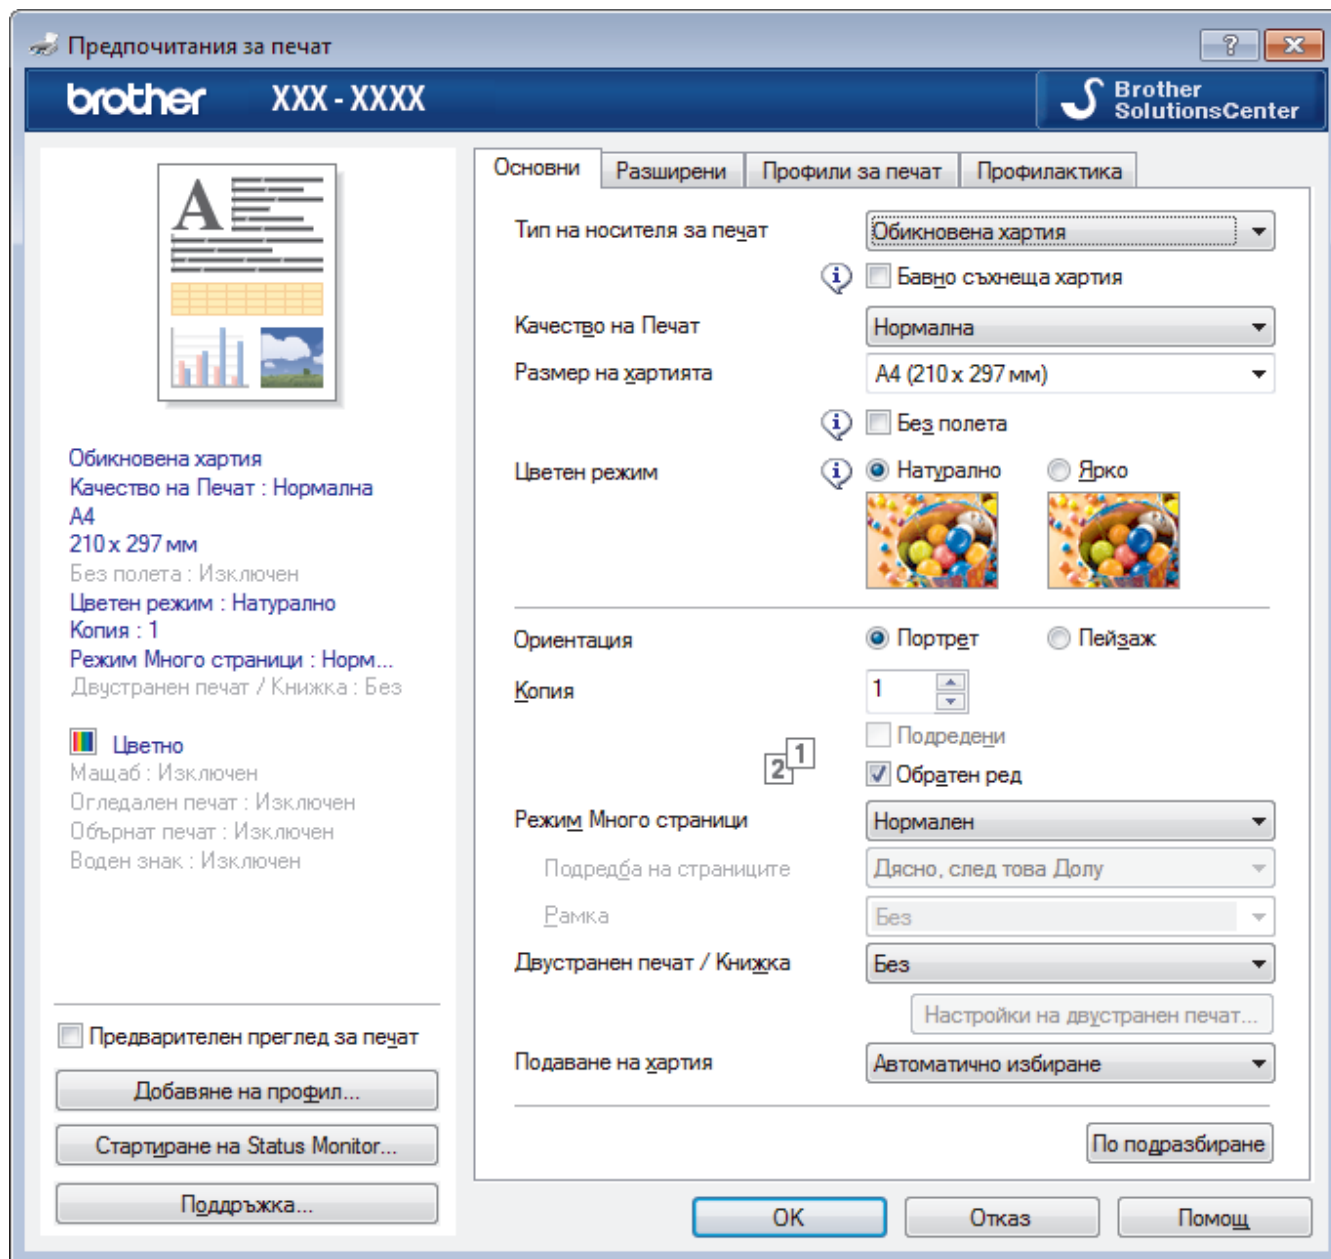 Предпочитания за печат
brother XXX - XXXX
Brother
SolutionsCenter
A
Обикновена хартия
Качество на Печат : Нормална
A4
210 x 297 мм
Без полета : Изключен
Цветен режим : Натурално
Копия : 1
Режим Много страници : Норм...
Двустранен печат / Книжка : Без
Цветно
Мащаб : Изключен
Огледален печат : Изключен
Обърнат печат : Изключен
Воден знак : Изключен
Предварителен преглед за печат
Добавяне на профил...
Стартиране на Status Monitor...
Поддръжка...
Основни Разширени Профили за печат Профилактика
Тип на носителя за печат Обикновена хартия
Бавно съхнеща хартия
Качество на Печат Нормална
Размер на хартията A4 (210 x 297 мм)
Без полета
Цветен режим Натурално Ярко
Ориентация Портрет Пейзаж
Копия 1
Подредени
2 1
Обратен ред
Режим Много страници Нормален
Подредба на страниците Дясно, след това Долу
Рамка Без
Двустранен печат / Книжка Без
Настройки на двустранен печат...
Подаване на хартия Автоматично избиране
По подразбиране
OK Отказ Помощ